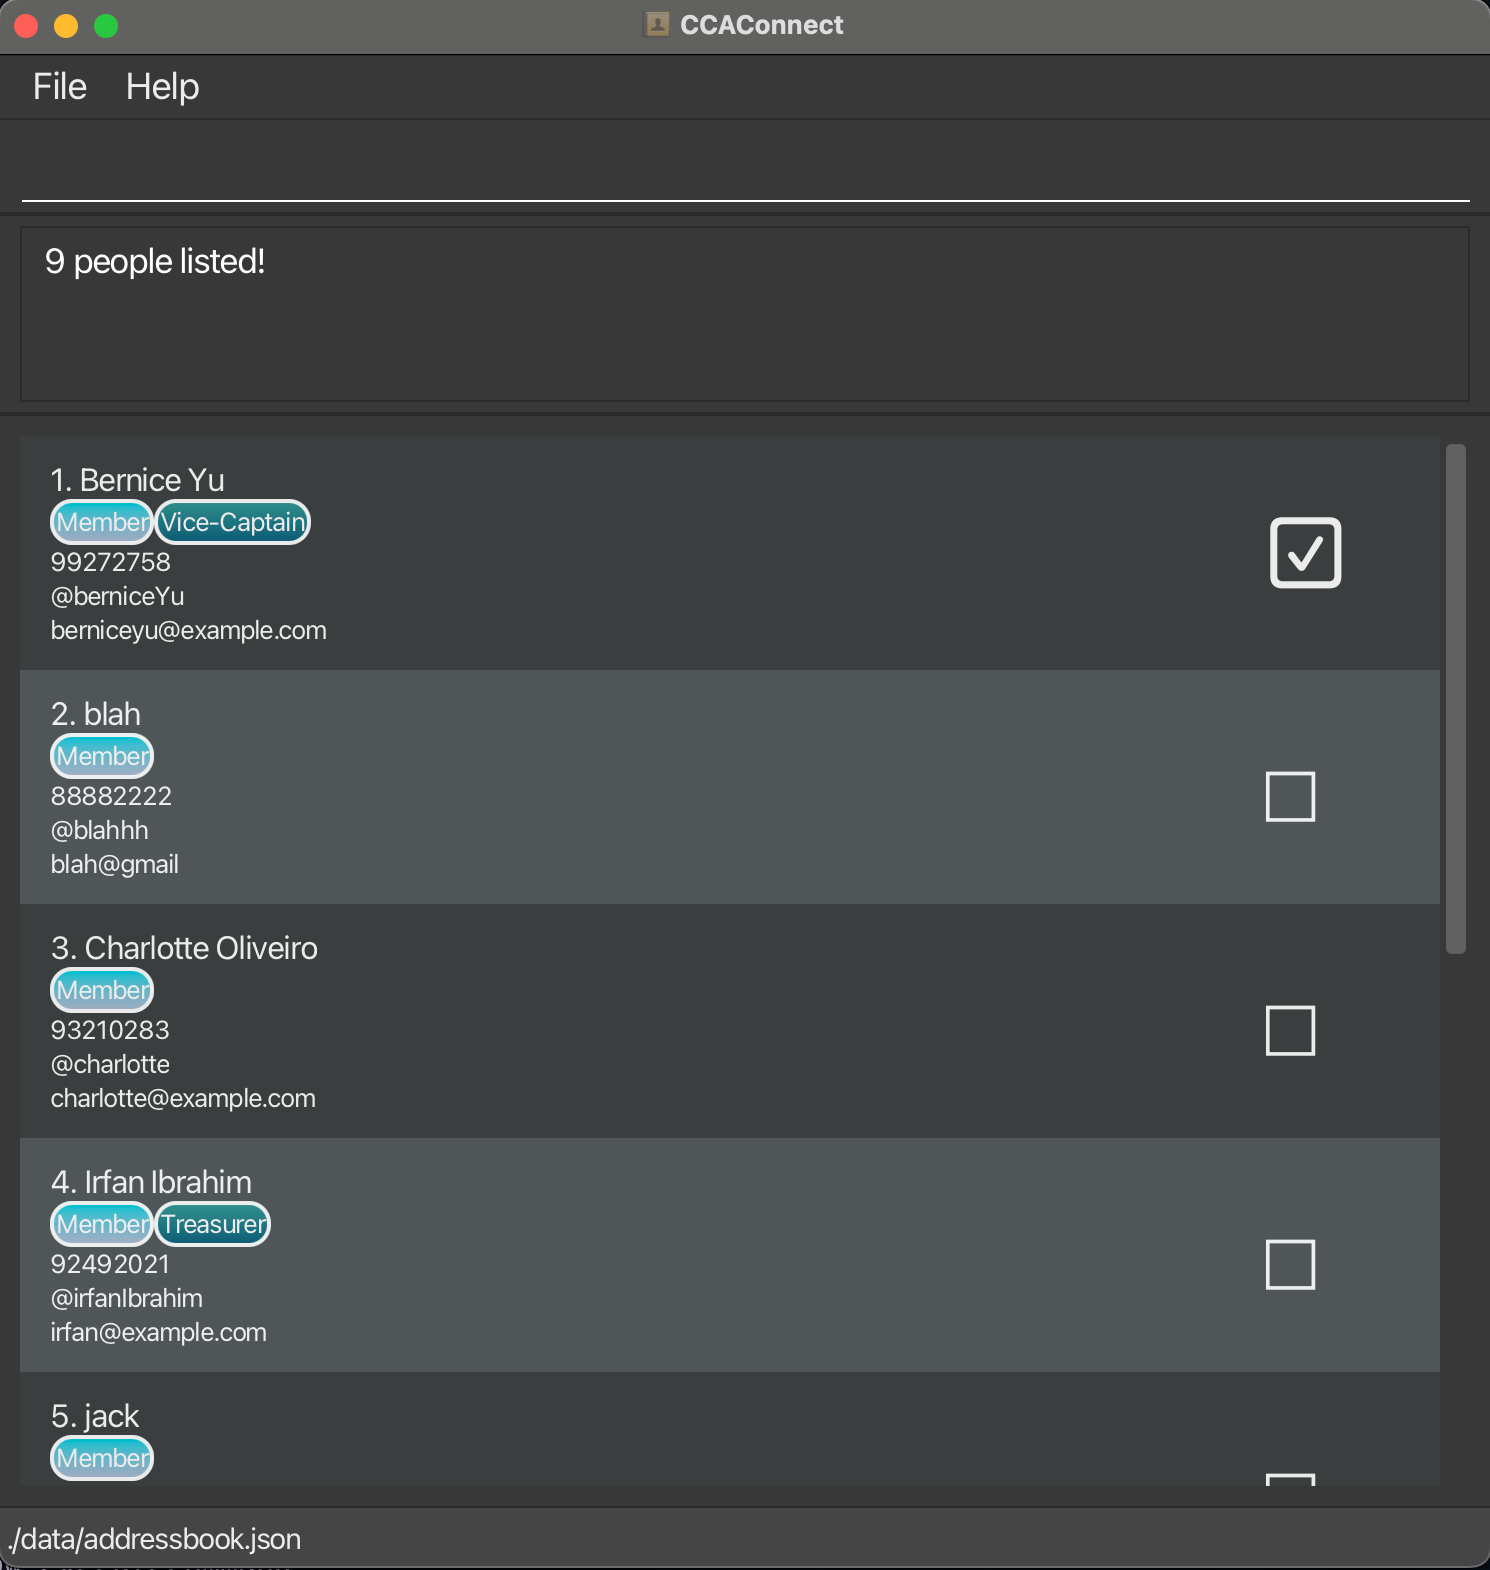 CCAConnect
File Help
9 people listed!
1. Bernice Yu
Member Vice-Captain
99272758
@berniceYu
berniceyu@example.com
2. blah
Member
88882222
@blahhh
blah@gmail
3. Charlotte Oliveiro
Member
93210283
@charlotte
charlotte@example.com
4. Irfan Ibrahim
Member Treasurer
92492021
@irfanIbrahim
irfan@example.com
5. jack
Member
./data/addressbook.json